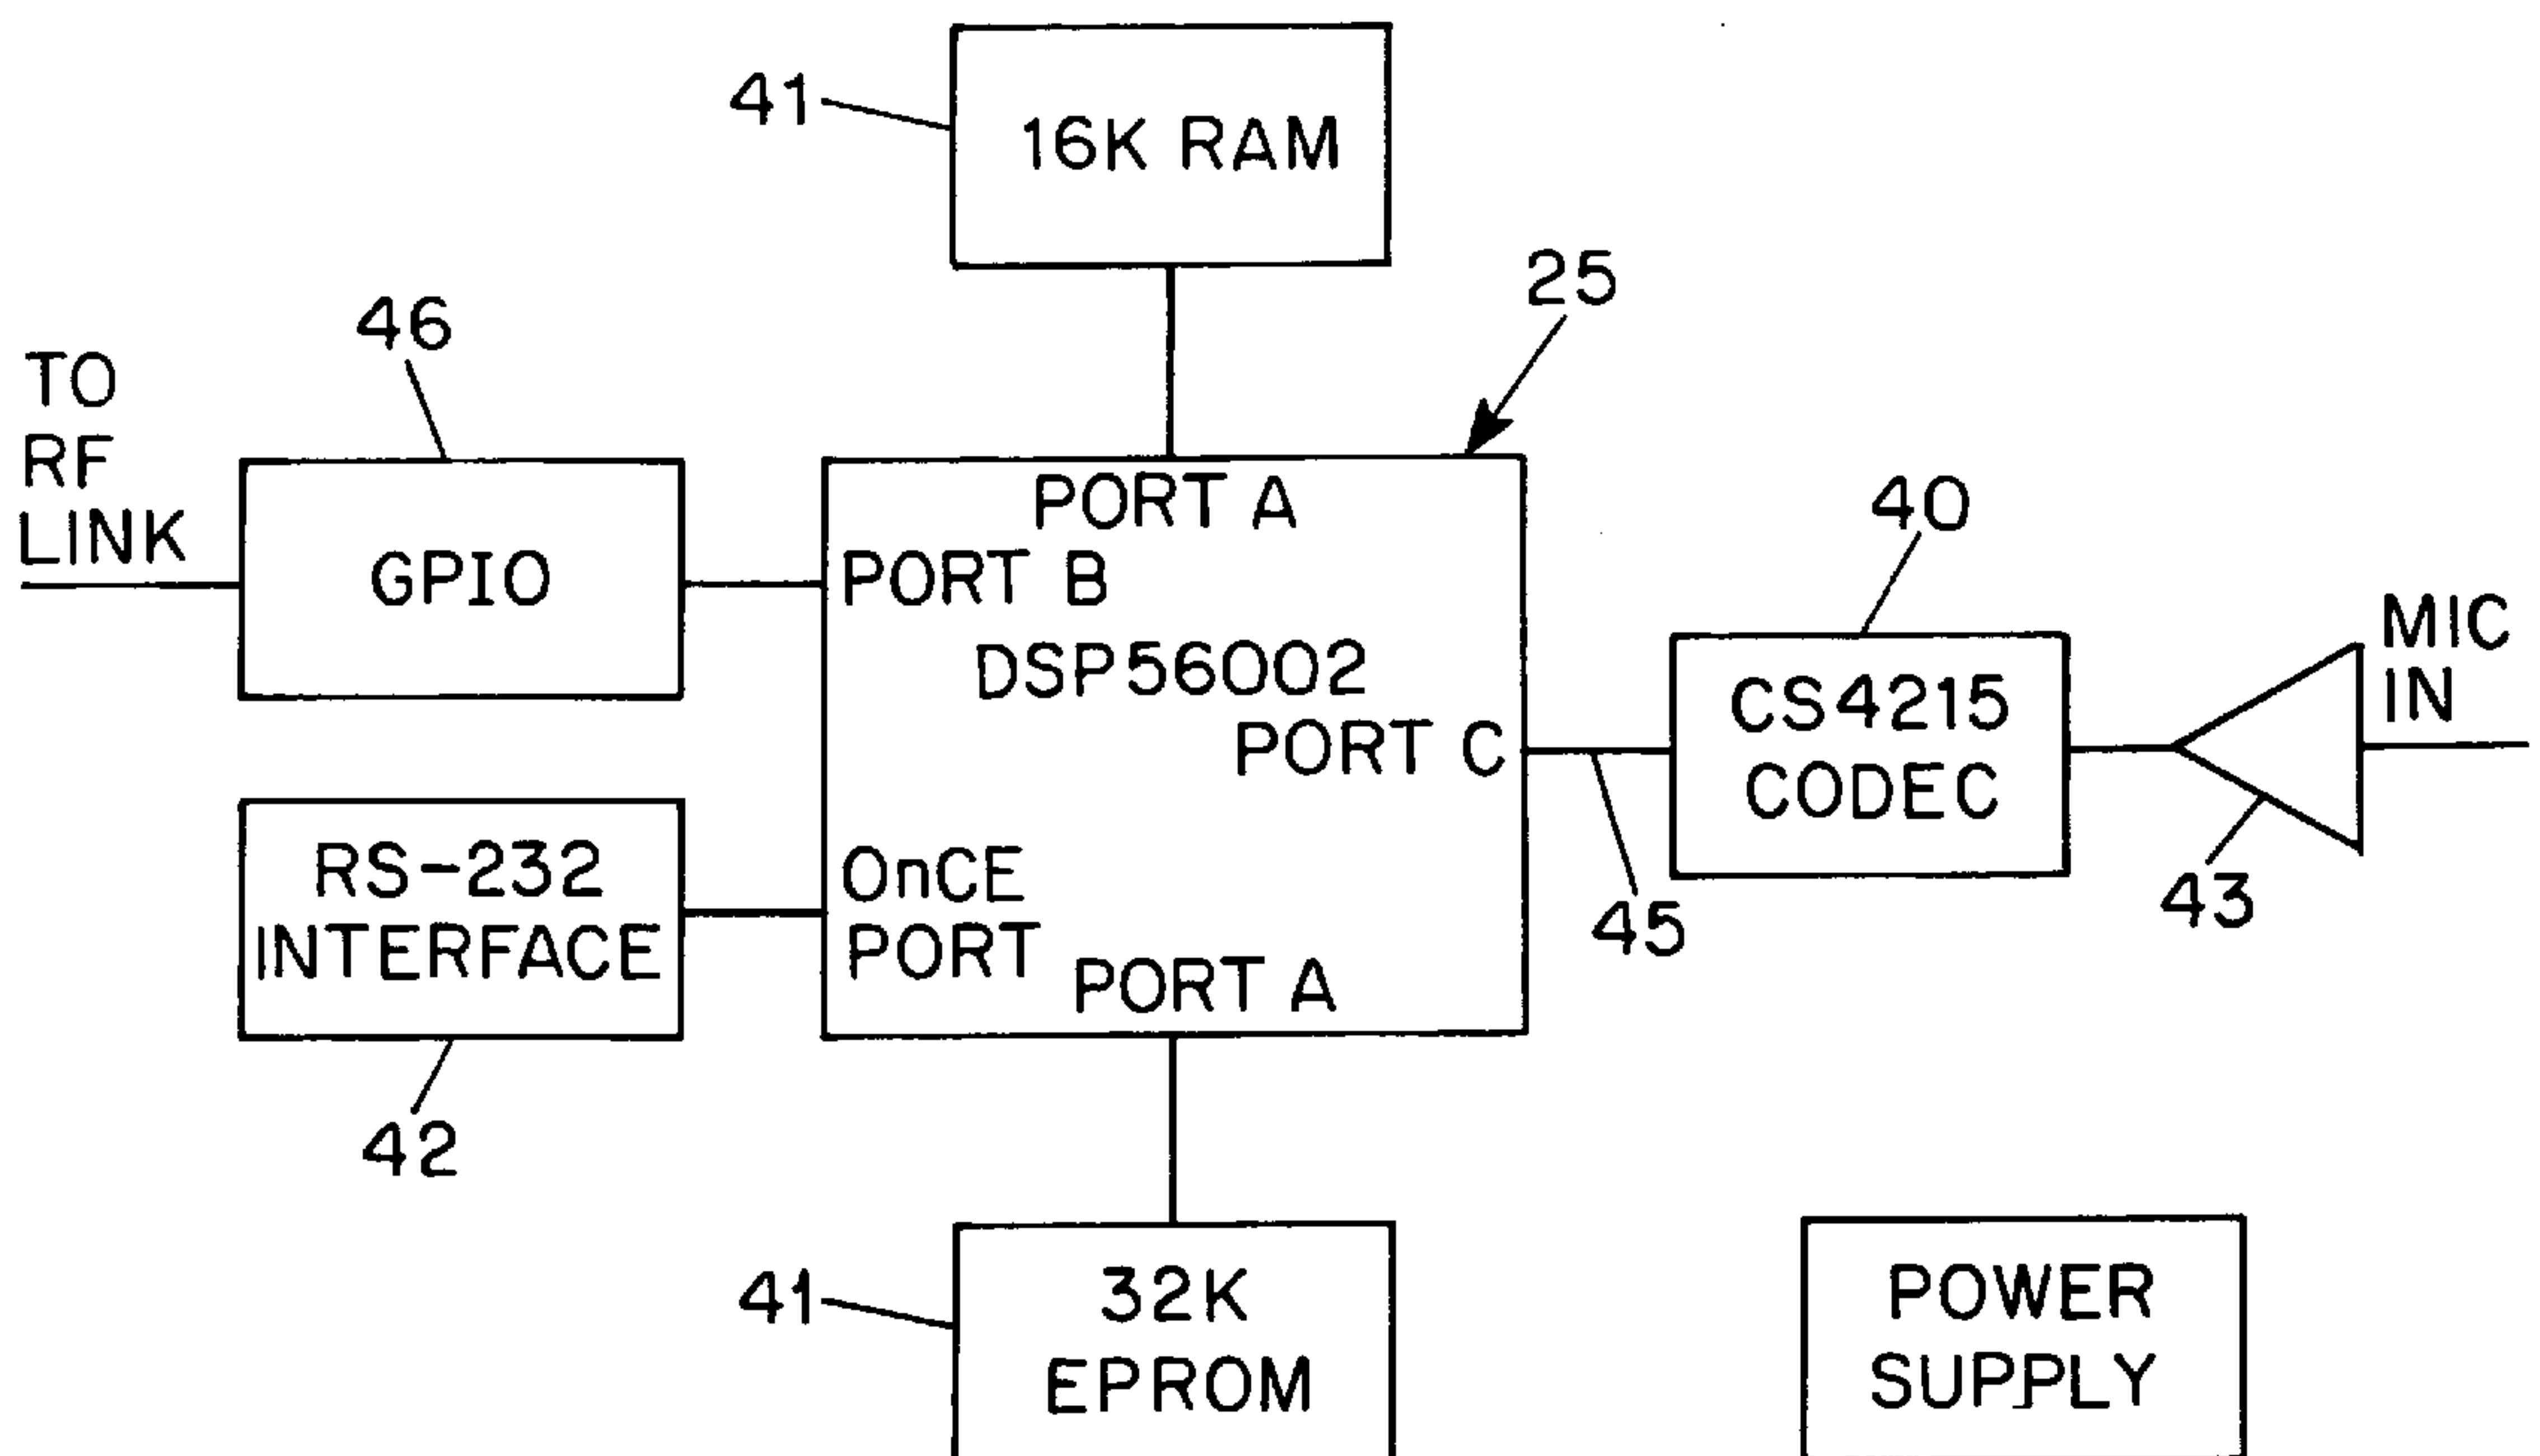 41
16K RAM
25
46
TO
RF
LINK
GPIO
PORT A
PORT B
DSP56002
PORT C
OnCE
PORT
PORT A
40
CS4215
CODEC
MIC
IN
45
43
RS-232
INTERFACE
42
41
32K
EPROM
POWER
SUPPLY